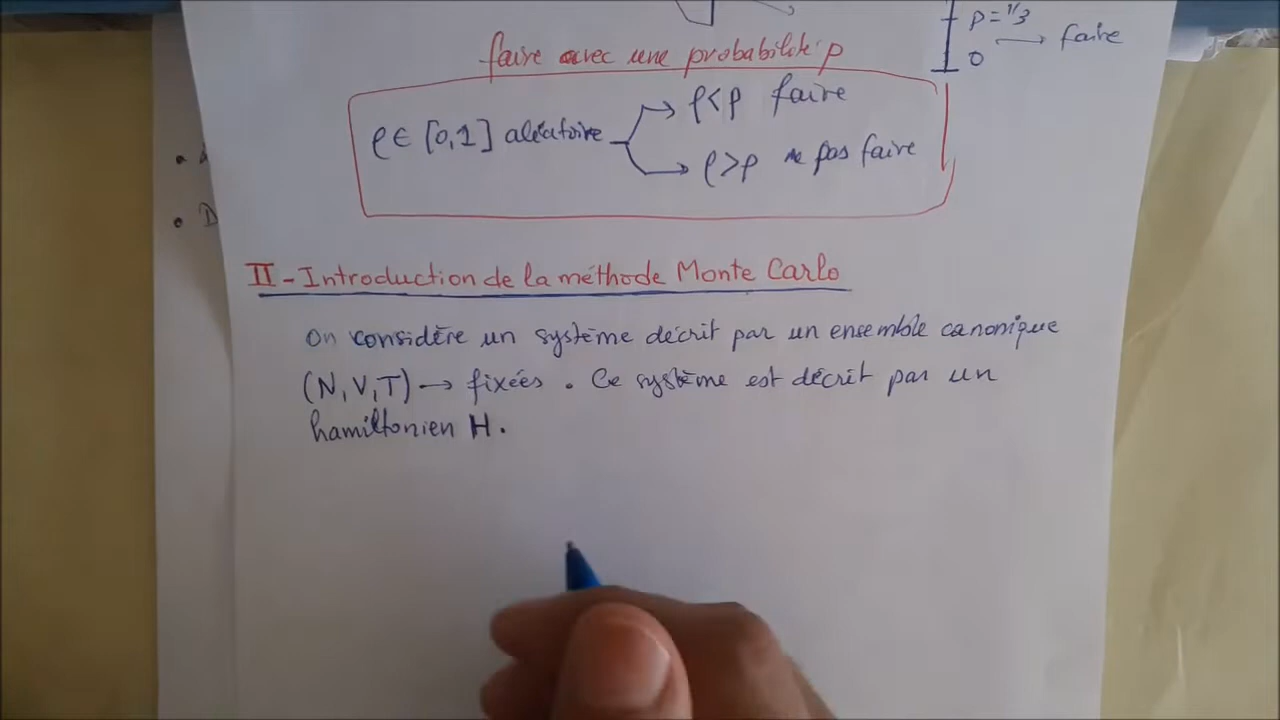 p = 1/3
0 → faire
faire avec une probabilité p
ρ < p faire
ρ ∈ [0,1] aléatoire
ρ > p ne pas faire
II - Introduction de la méthode Monte Carlo
On considère un système décrit par un ensemble canonique
(N, V, T) → fixées . Ce système est décrit par un
hamiltonien H.